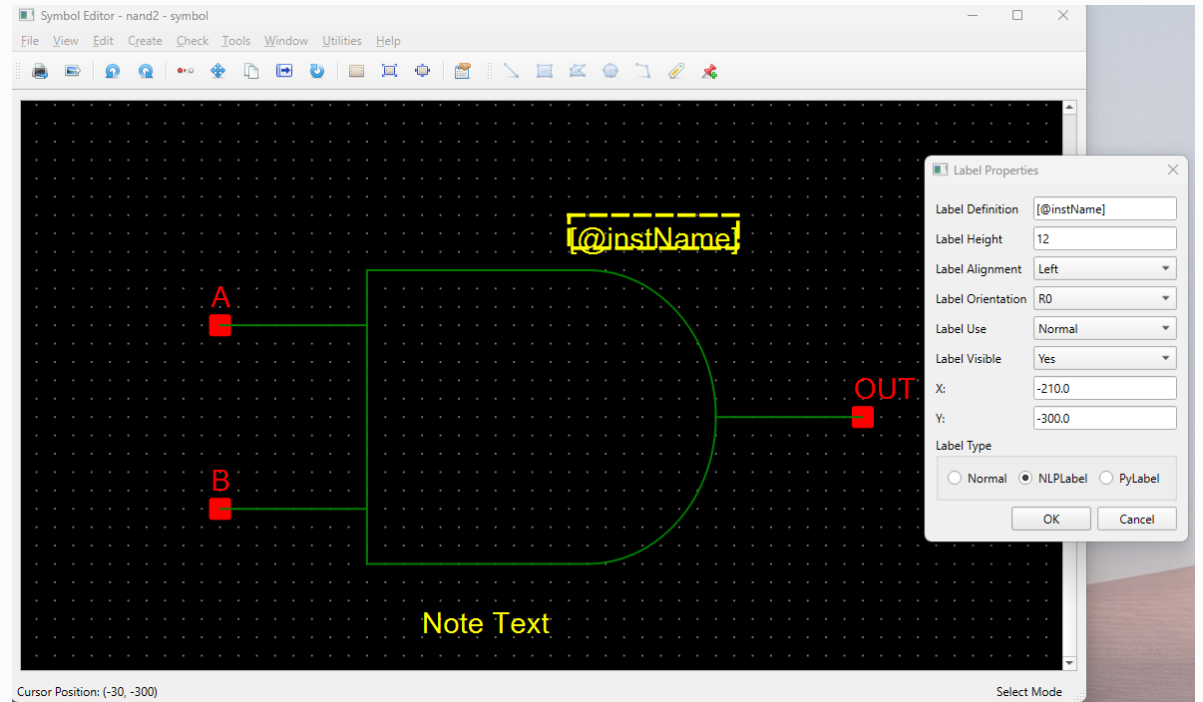 Symbol Editor - nand2 - symbol
File View Edit Create Check Tools Window Utilities Help
[@instName]
A
B
OUT
Note Text
Cursor Position: (-30, -300)
Select Mode
Label Properties
Label Definition [@instName]
Label Height 12
Label Alignment Left
Label Orientation R0
Label Use Normal
Label Visible Yes
X: -210.0
Y: -300.0
Label Type
Normal NLPLabel PyLabel
OK Cancel